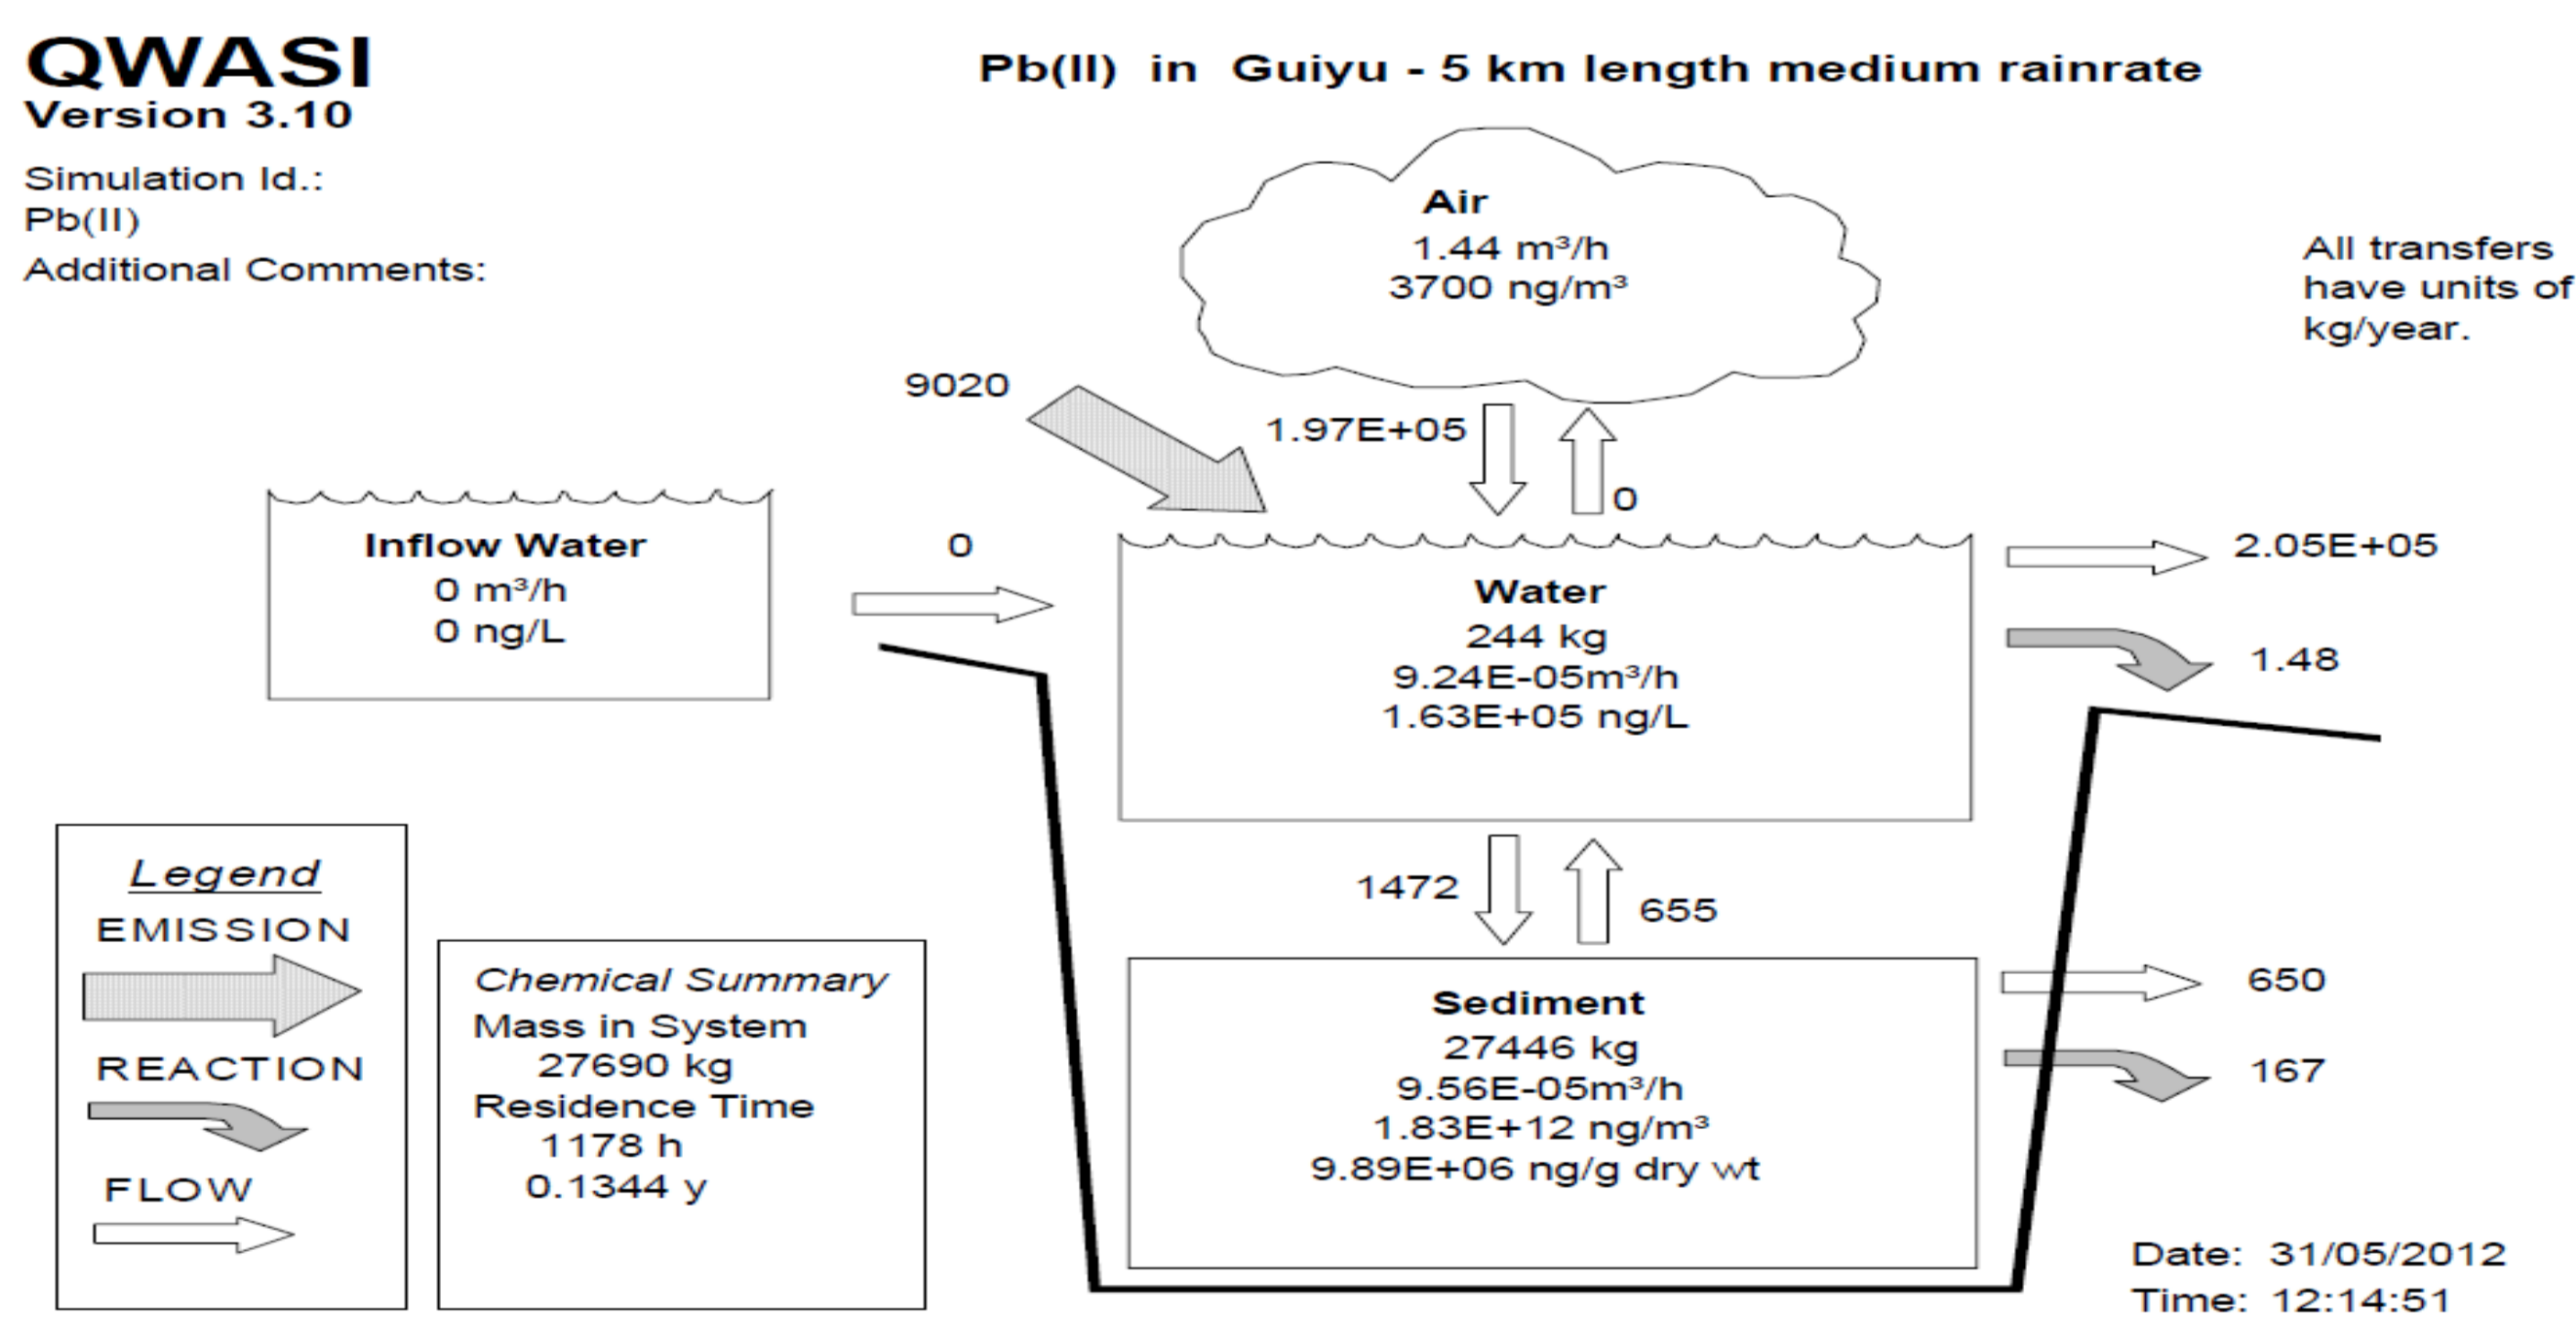 QWASI
Version 3.10
Simulation Id.:
Pb(II)
Additional Comments:
Pb(II) in Guiyu - 5 km length medium rainrate
All transfers
have units of
kg/year.
Air
1.44 m³/h
3700 ng/m³
9020
1.97E+05
0
Inflow Water
0 m³/h
0 ng/L
0
Water
244 kg
9.24E-05m³/h
1.63E+05 ng/L
2.05E+05
1.48
1472
655
Sediment
27446 kg
9.56E-05m³/h
1.83E+12 ng/m³
9.89E+06 ng/g dry wt
650
167
Legend
EMISSION
REACTION
FLOW
Chemical Summary
Mass in System
27690 kg
Residence Time
1178 h
0.1344 y
Date: 31/05/2012
Time: 12:14:51